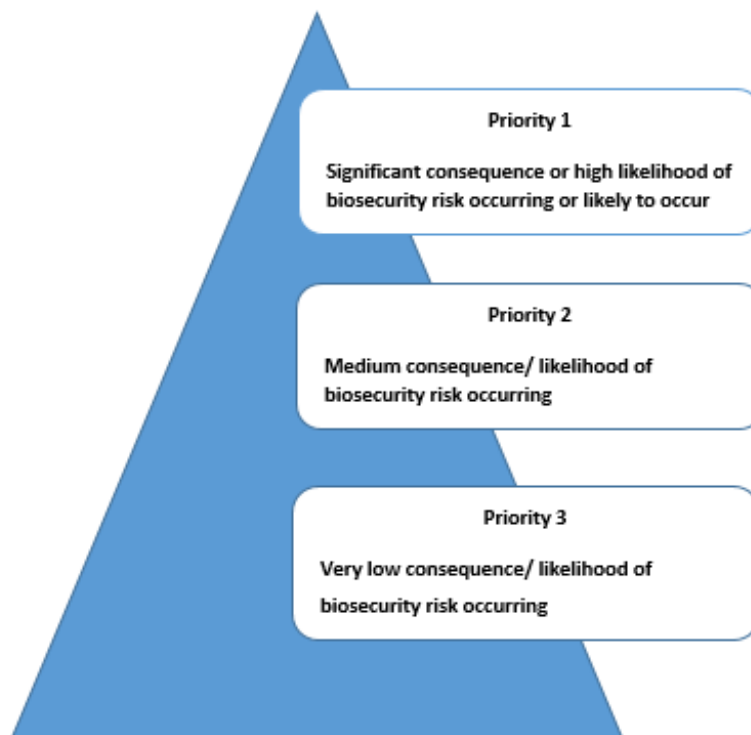 Priority 1
Significant consequence or high likelihood of
biosecurity risk occurring or likely to occur
Priority 2
Medium consequence/ likelihood of
biosecurity risk occurring
Priority 3
Very low consequence/ likelihood of
biosecurity risk occurring